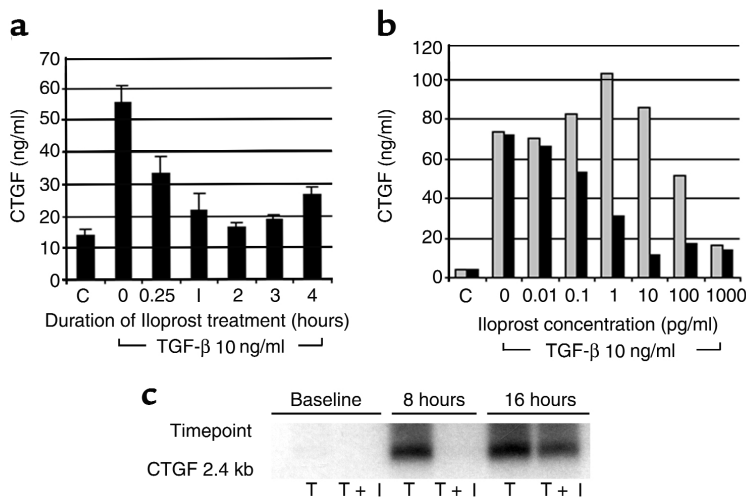 a
CTGF (ng/ml)
70
60
50
40
30
20
10
0
C 0 0.25 I 2 3 4
Duration of Iloprost treatment (hours)
TGF-β 10 ng/ml
b
CTGF (ng/ml)
120
100
80
60
40
20
0
C 0 0.01 0.1 1 10 100 1000
Iloprost concentration (pg/ml)
TGF-β 10 ng/ml
c
Baseline 8 hours 16 hours
Timepoint
CTGF 2.4 kb
T T + I T T + I T T + I